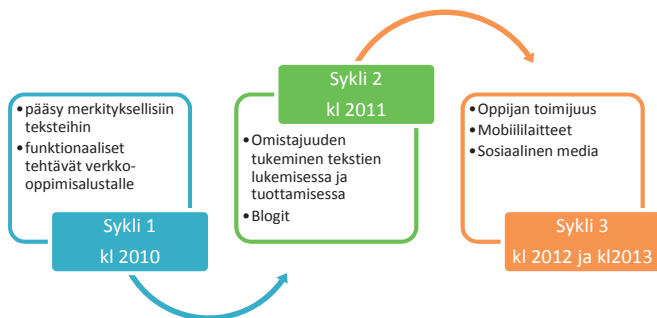 • pääsy merkityksellisiin
teksteihin
• funktionaaliset
tehtävät verkko-
oppimisalustalle
Sykli 1
kl 2010
Sykli 2
kl 2011
• Omistajuuden
tukeminen tekstien
lukemisessa ja
tuottamisessa
• Blogit
• Oppijan toimijuus
• Mobiililaitteet
• Sosiaalinen media
Sykli 3
kl 2012 ja kl2013